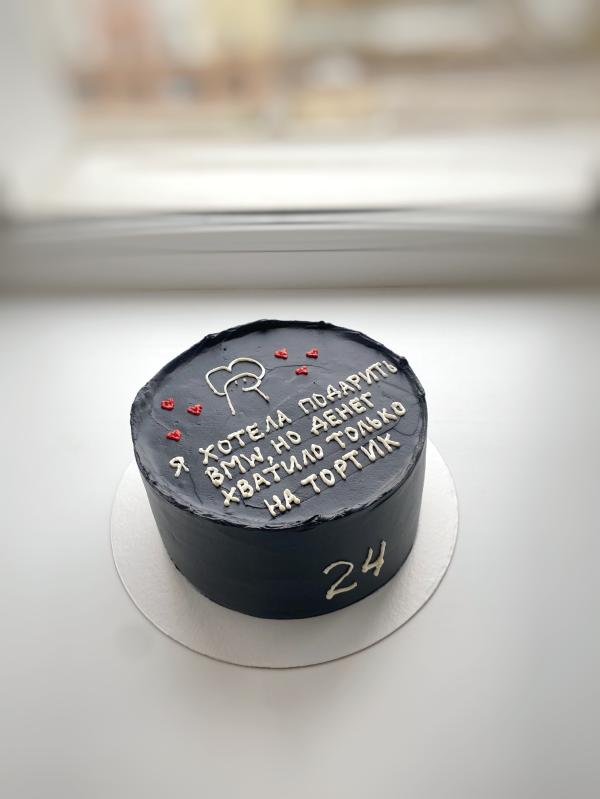 Я ХОТЕЛА ПОДАРИТЬ
BMW, НО ДЕНЕГ
ХВАТИЛО ТОЛЬКО
НА ТОРТИК
24